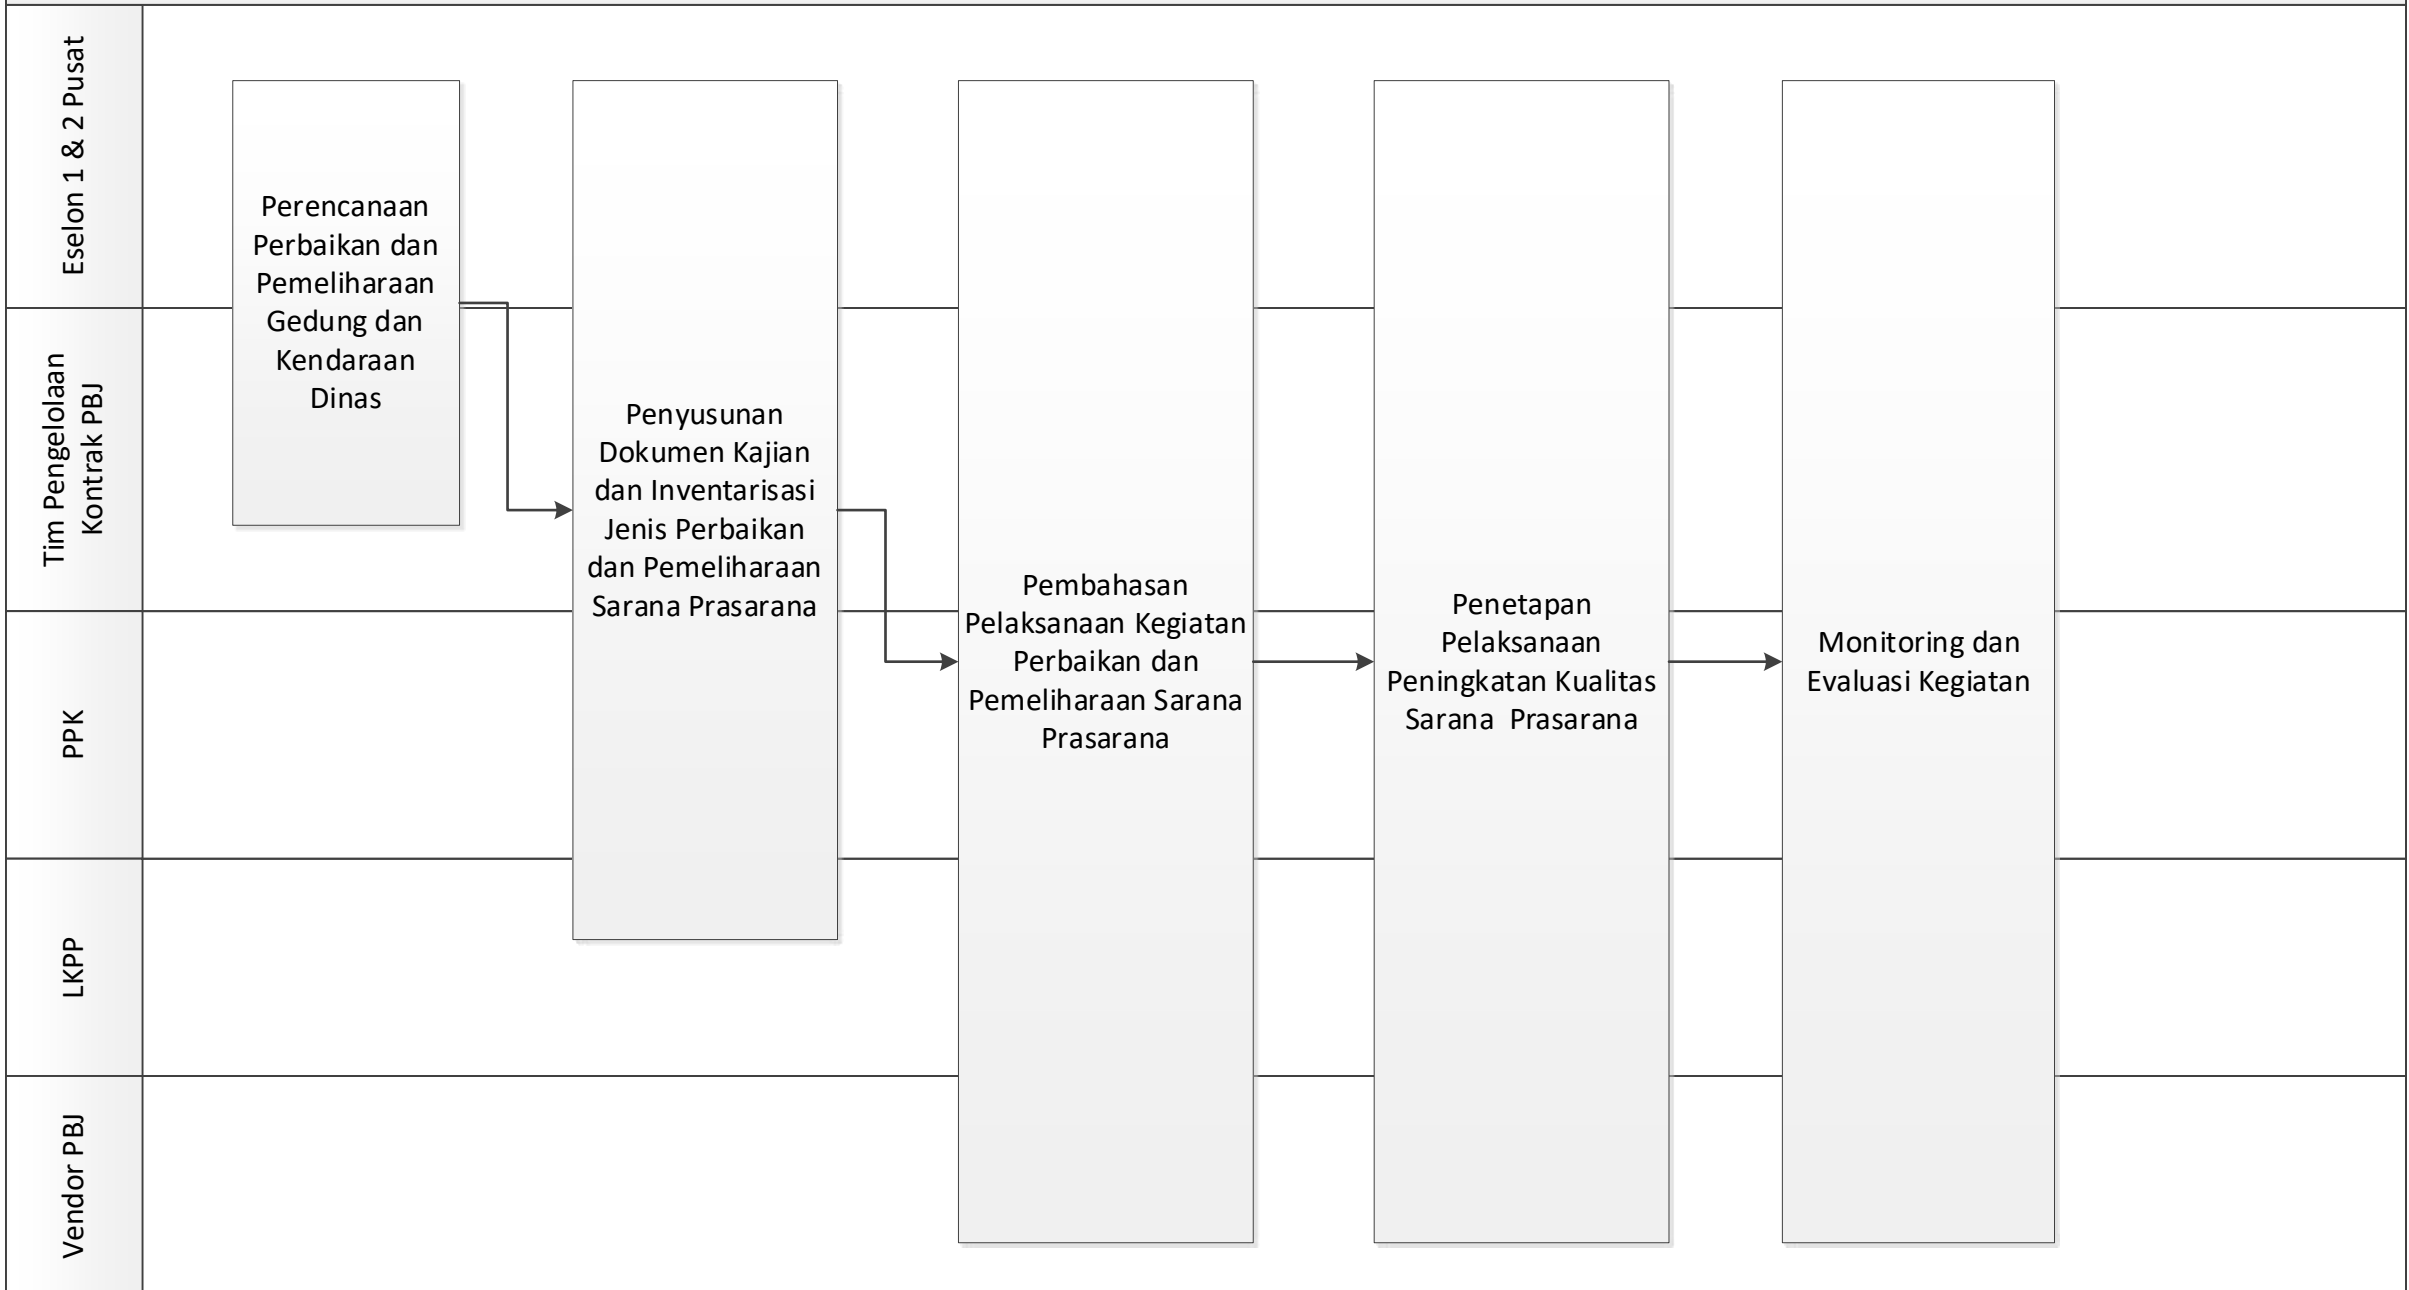 Eselon 1 & 2 Pusat
Tim Pengelolaan
Kontrak PBJ
PPK
LKPP
Vendor PBJ
Perencanaan
Perbaikan dan
Pemeliharaan
Gedung dan
Kendaraan
Dinas
Penyusunan
Dokumen Kajian
dan Inventarisasi
Jenis Perbaikan
dan Pemeliharaan
Sarana Prasarana
Pembahasan
Pelaksanaan Kegiatan
Perbaikan dan
Pemeliharaan Sarana
Prasarana
Penetapan
Pelaksanaan
Peningkatan Kualitas
Sarana  Prasarana
Monitoring dan
Evaluasi Kegiatan